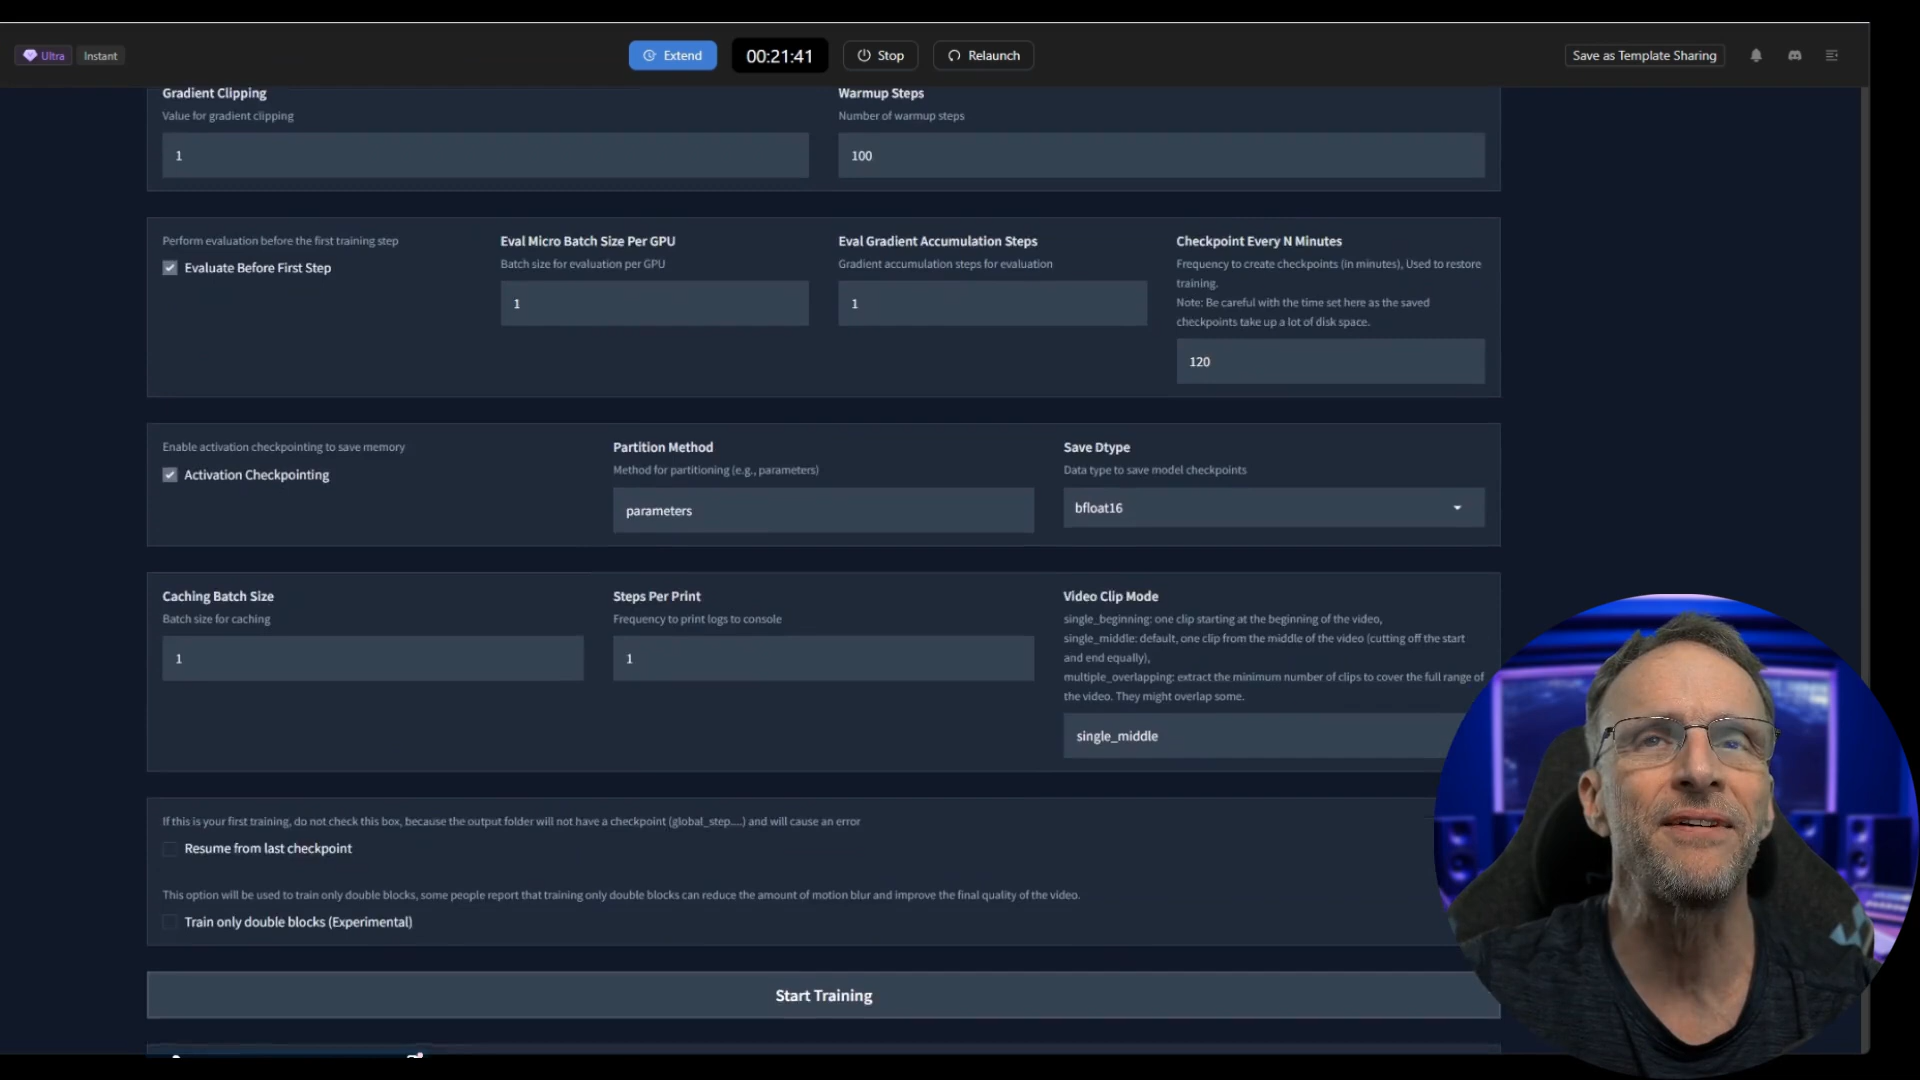 Ultra Instant Extend 00:21:41 Stop Relaunch Save as Template Sharing
Gradient Clipping
Value for gradient clipping
1
Warmup Steps
Number of warmup steps
100
Perform evaluation before the first training step
Evaluate Before First Step
Eval Micro Batch Size Per GPU
Batch size for evaluation per GPU
1
Eval Gradient Accumulation Steps
Gradient accumulation steps for evaluation
1
Checkpoint Every N Minutes
Frequency to create checkpoints (in minutes), Used to restore
training.
Note: Be careful with the time set here as the saved
checkpoints take up a lot of disk space.
120
Enable activation checkpointing to save memory
Activation Checkpointing
Partition Method
Method for partitioning (e.g., parameters)
parameters
Save Dtype
Data type to save model checkpoints
bfloat16
Caching Batch Size
Batch size for caching
1
Steps Per Print
Frequency to print logs to console
1
Video Clip Mode
single_beginning: one clip starting at the beginning of the video,
single_middle: default, one clip from the middle of the video (cutting off the start
and end equally),
multiple_overlapping: extract the minimum number of clips to cover the full range of
the video. They might overlap some.
single_middle
If this is your first training, do not check this box, because the output folder will not have a checkpoint (global_step....) and will cause an error
Resume from last checkpoint
This option will be used to train only double blocks, some people report that training only double blocks can reduce the amount of motion blur and improve the final quality of the video.
Train only double blocks (Experimental)
Start Training